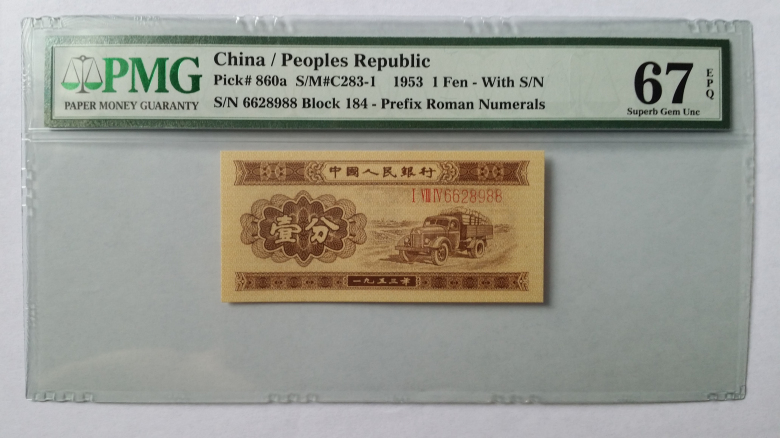 PMG
PAPER MONEY GUARANTY
China / Peoples Republic
Pick# 860a S/M#C283-1 1953 1 Fen - With S/N
S/N 6628988 Block 184 - Prefix Roman Numerals
67 EPQ
Superb Gem Unc
中國人民銀行
I VIII IV 6628988
壹分
一九五三年